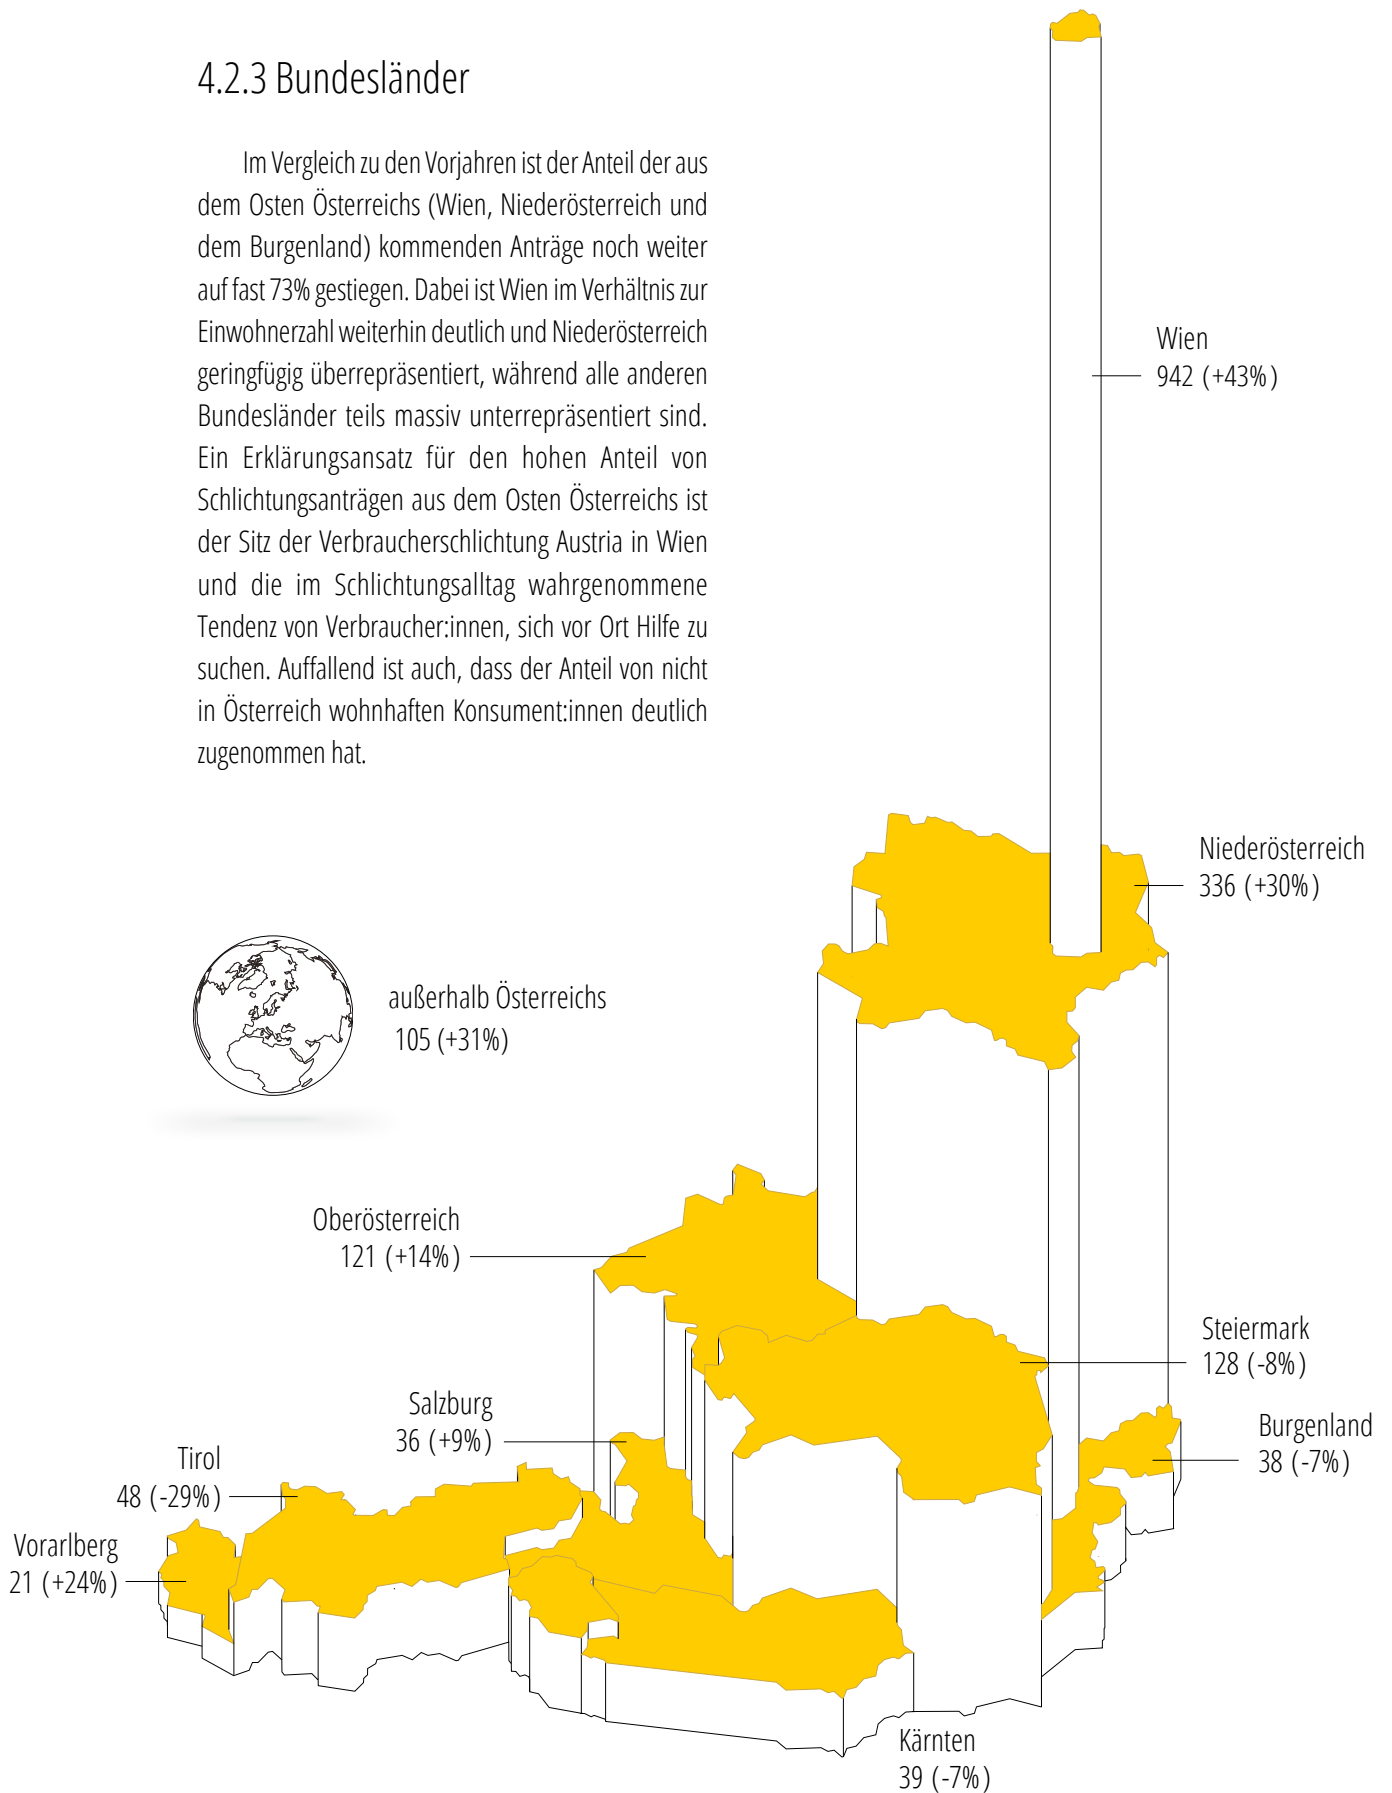 4.2.3 Bundesländer
Im Vergleich zu den Vorjahren ist der Anteil der aus
dem Osten Österreichs (Wien, Niederösterreich und
dem Burgenland) kommenden Anträge noch weiter
auf fast 73% gestiegen. Dabei ist Wien im Verhältnis zur
Einwohnerzahl weiterhin deutlich und Niederösterreich
geringfügig überrepräsentiert, während alle anderen
Bundesländer teils massiv unterrepräsentiert sind.
Ein Erklärungsansatz für den hohen Anteil von
Schlichtungsanträgen aus dem Osten Österreichs ist
der Sitz der Verbraucherschlichtung Austria in Wien
und die im Schlichtungsalltag wahrgenommene
Tendenz von Verbraucher:innen, sich vor Ort Hilfe zu
suchen. Auffallend ist auch, dass der Anteil von nicht
in Österreich wohnhaften Konsument:innen deutlich
zugenommen hat.
Wien
942 (+43%)
Niederösterreich
336 (+30%)
außerhalb Österreichs
105 (+31%)
Oberösterreich
121 (+14%)
Steiermark
128 (-8%)
Salzburg
36 (+9%)
Burgenland
38 (-7%)
Tirol
48 (-29%)
Vorarlberg
21 (+24%)
Kärnten
39 (-7%)